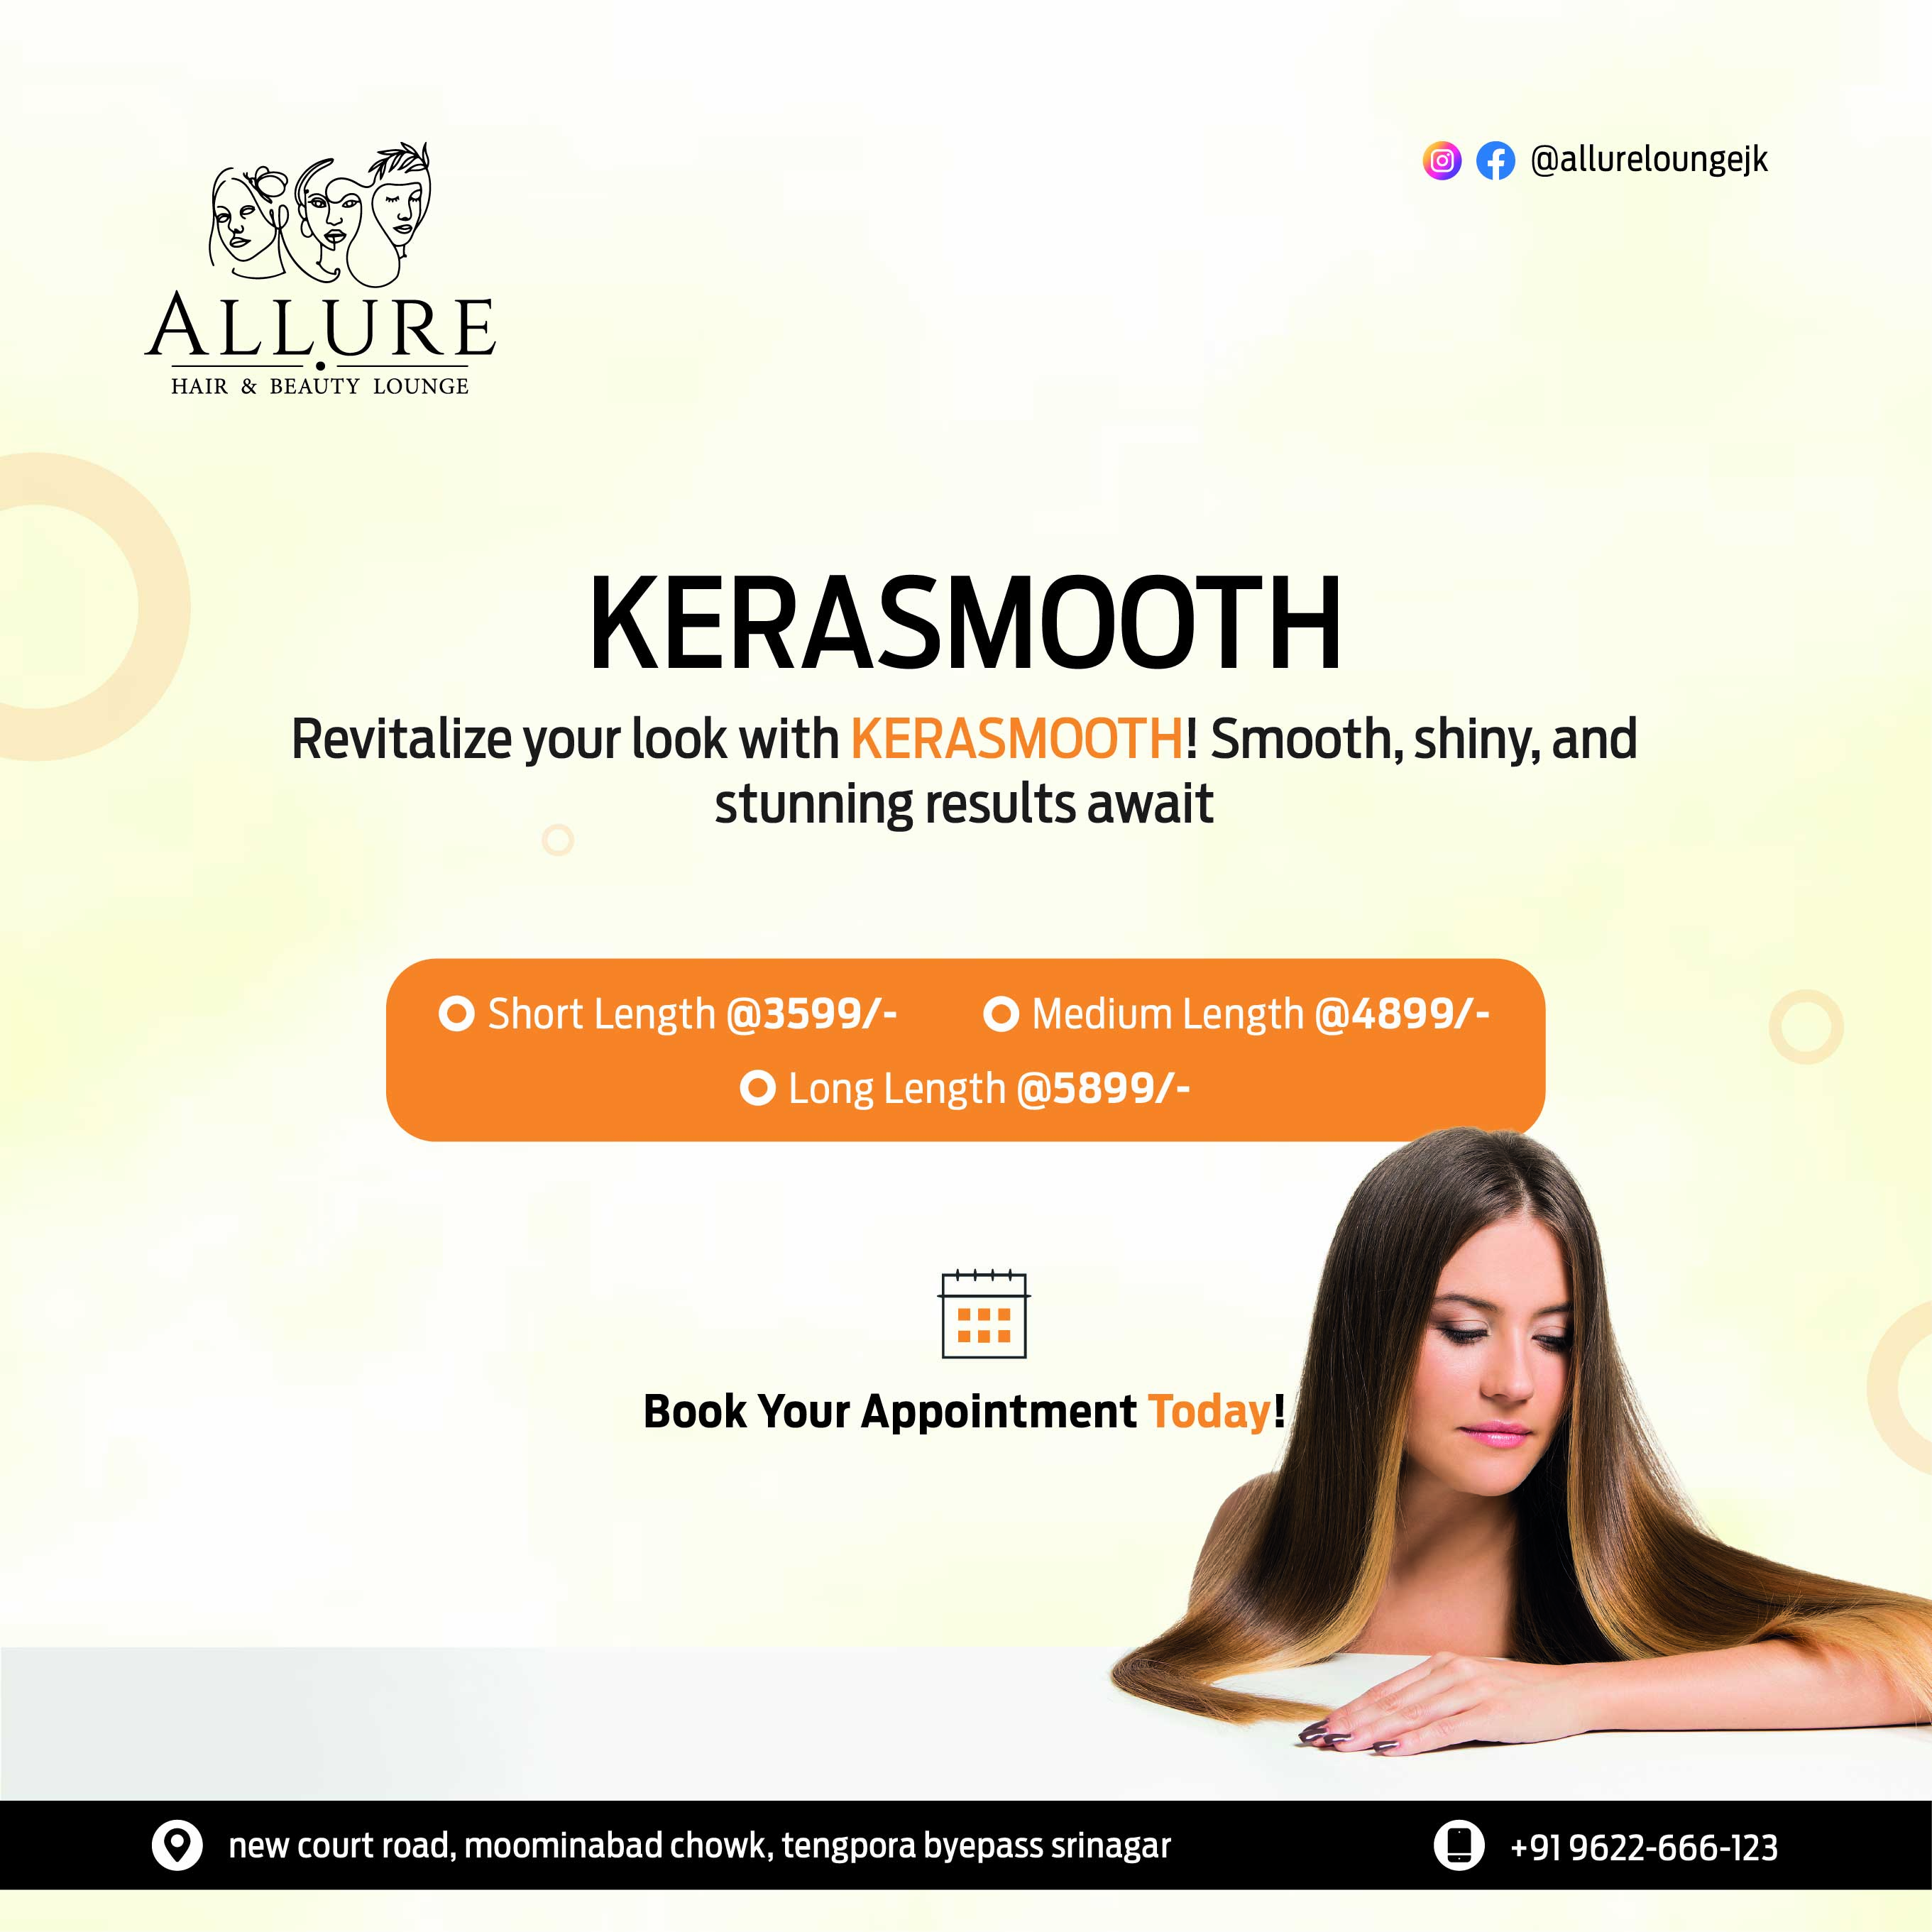 @allureloungejk
ALLURE
HAIR & BEAUTY LOUNGE
KERASMOOTH
Revitalize your look with KERASMOOTH! Smooth, shiny, and
stunning results await
Short Length @3599/-
Medium Length @4899/-
Long Length @5899/-
Book Your Appointment Today!
new court road, moominabad chowk, tengpora byepass srinagar
+91 9622-666-123